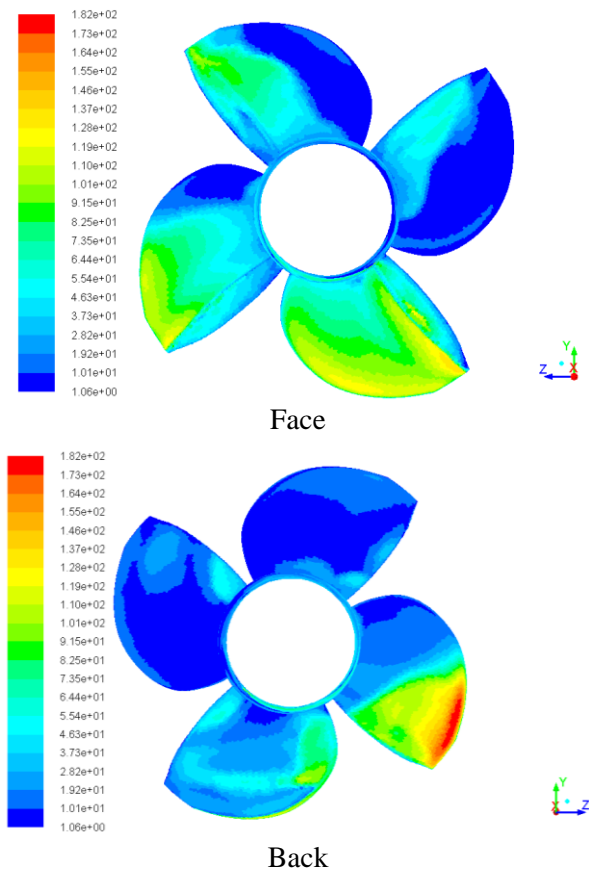 1.82e+02
1.73e+02
1.64e+02
1.55e+02
1.46e+02
1.37e+02
1.28e+02
1.19e+02
1.10e+02
1.01e+02
9.15e+01
8.25e+01
7.35e+01
6.44e+01
5.54e+01
4.63e+01
3.73e+01
2.82e+01
1.92e+01
1.01e+01
1.06e+00
Y
Z
X
Face
1.82e+02
1.73e+02
1.64e+02
1.55e+02
1.46e+02
1.37e+02
1.28e+02
1.19e+02
1.10e+02
1.01e+02
9.15e+01
8.25e+01
7.35e+01
6.44e+01
5.54e+01
4.63e+01
3.73e+01
2.82e+01
1.92e+01
1.01e+01
1.06e+00
Y
X
Z
Back